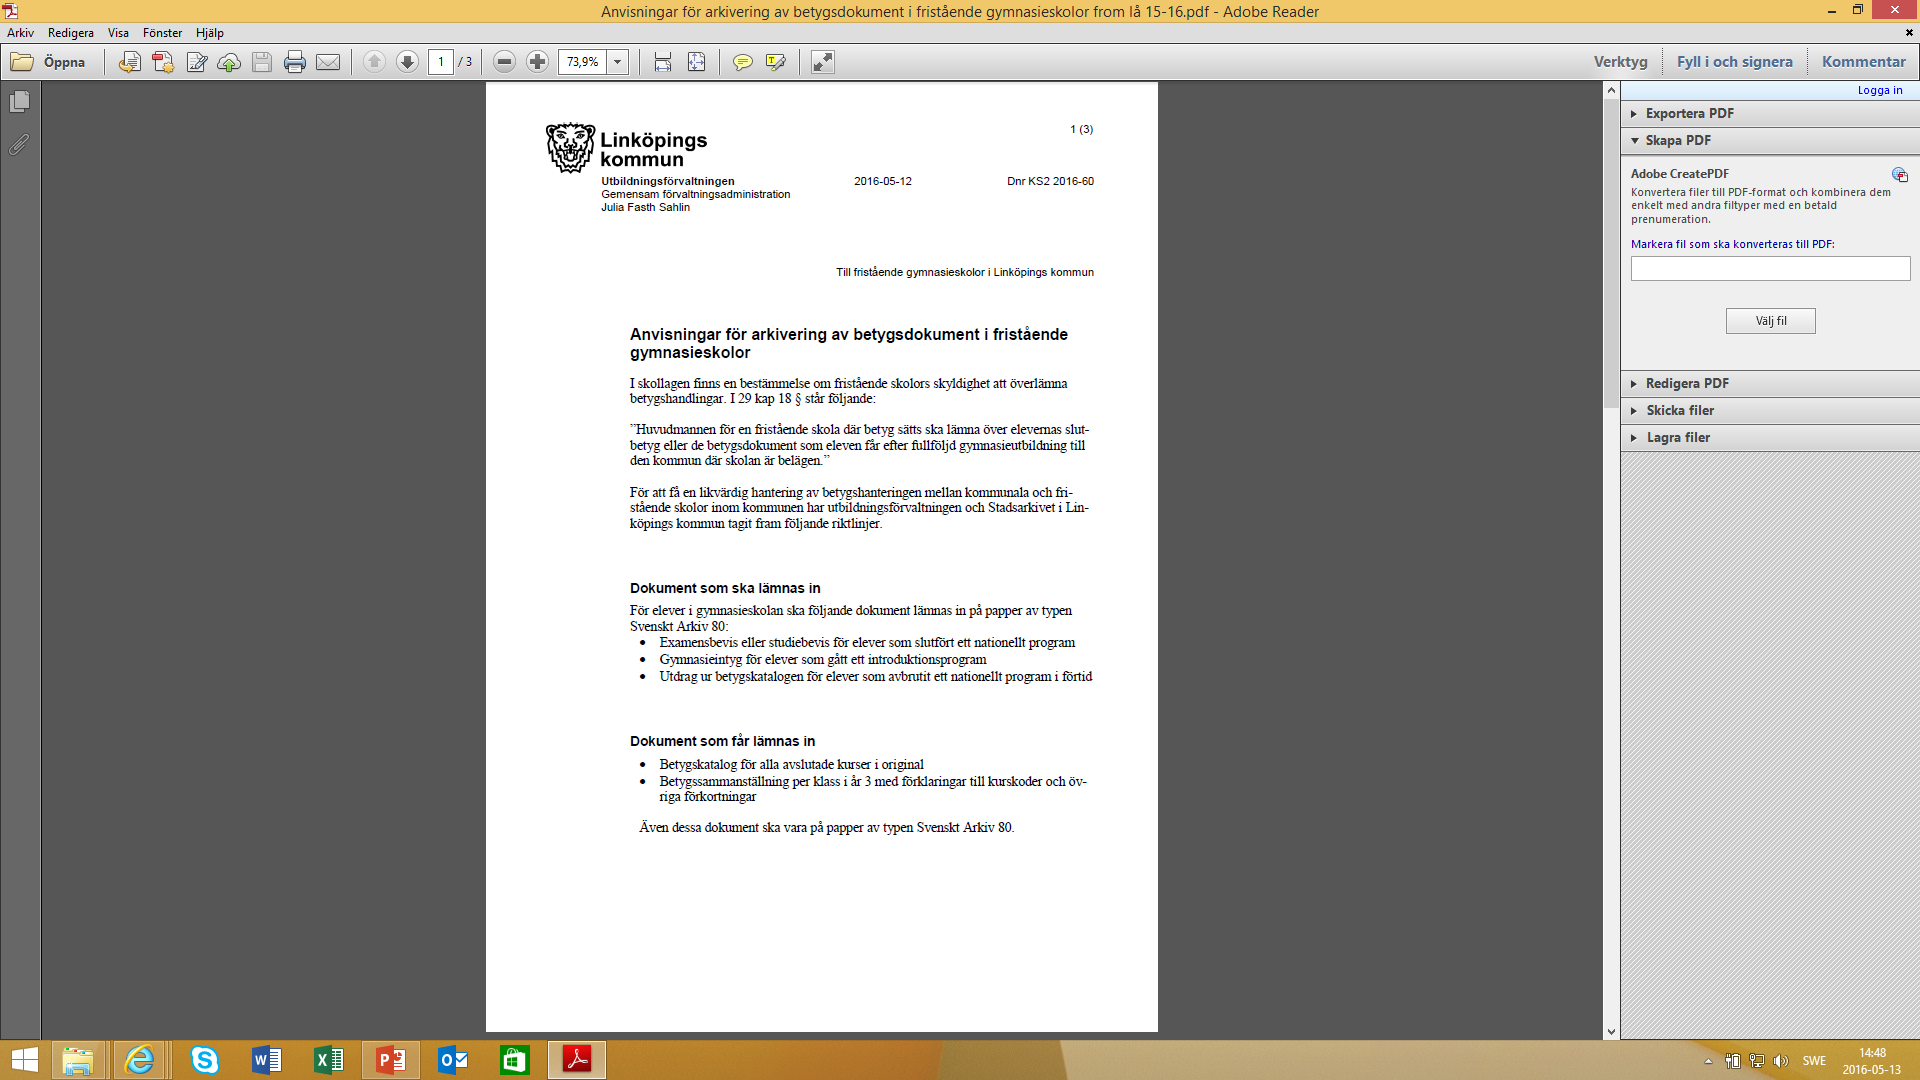 Anvisningar för arkivering av betygsdokument i fristående gymnasieskolor from lå 15-16.pdf - Adobe Reader
Arkiv Redigera Visa Fönster Hjälp
Öppna 1 / 3 73,9% Verktyg Fyll i och signera Kommentar
Logga in
Exportera PDF
Skapa PDF
Adobe CreatePDF
Konvertera filer till PDF-format och kombinera dem
enkelt med andra filtyper med en betald
prenumeration.
Markera fil som ska konverteras till PDF:
Välj fil
Redigera PDF
Skicka filer
Lagra filer
1 (3)
Linköpings
kommun
Utbildningsförvaltningen 2016-05-12 Dnr KS2 2016-60
Gemensam förvaltningsadministration
Julia Fasth Sahlin
Till fristående gymnasieskolor i Linköpings kommun
Anvisningar för arkivering av betygsdokument i fristående
gymnasieskolor
I skollagen finns en bestämmelse om fristående skolors skyldighet att överlämna
betygshandlingar. I 29 kap 18 § står följande:
”Huvudmannen för en fristående skola där betyg sätts ska lämna över elevernas slut-
betyg eller de betygsdokument som eleven får efter fullföljd gymnasieutbildning till
den kommun där skolan är belägen.”
För att få en likvärdig hantering av betygshanteringen mellan kommunala och fri-
stående skolor inom kommunen har utbildningsförvaltningen och Stadsarkivet i Lin-
köpings kommun tagit fram följande riktlinjer.
Dokument som ska lämnas in
För elever i gymnasieskolan ska följande dokument lämnas in på papper av typen
Svenskt Arkiv 80:
• Examensbevis eller studiebevis för elever som slutfört ett nationellt program
• Gymnasieintyg för elever som gått ett introduktionsprogram
• Utdrag ur betygskatalogen för elever som avbrutit ett nationellt program i förtid
Dokument som får lämnas in
• Betygskatalog för alla avslutade kurser i original
• Betygssammanställning per klass i år 3 med förklaringar till kurskoder och öv-
riga förkortningar
Även dessa dokument ska vara på papper av typen Svenskt Arkiv 80.
SWE
14:48
2016-05-13